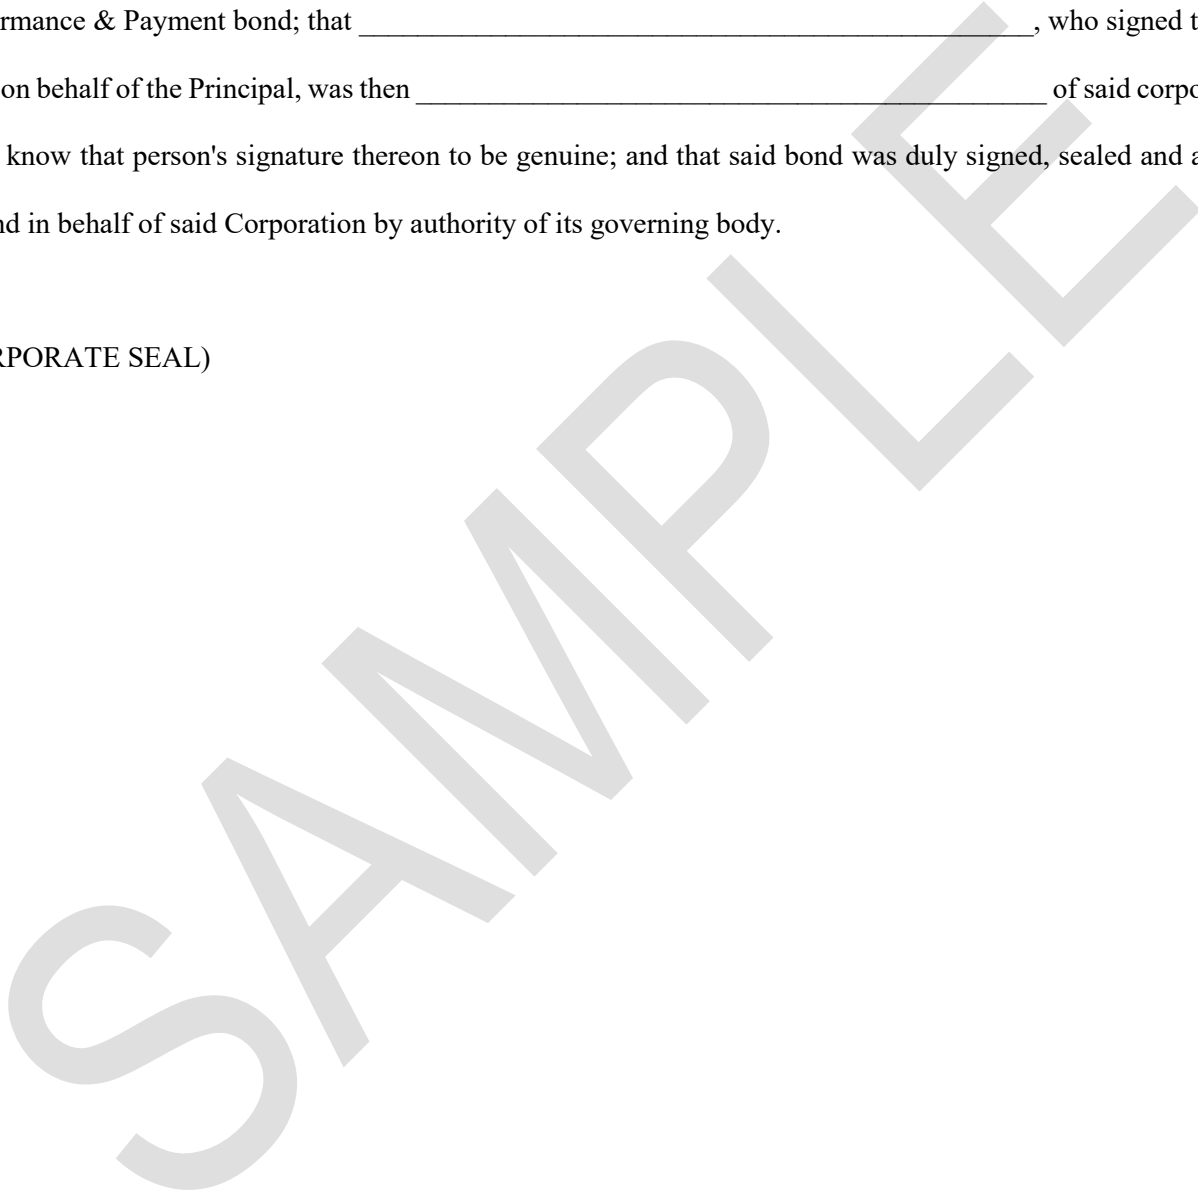 rmance & Payment bond; that ______________________________________________, who signed t
on behalf of the Principal, was then ___________________________________________ of said corpo
know that person's signature thereon to be genuine; and that said bond was duly signed, sealed and a
nd in behalf of said Corporation by authority of its governing body.
RPORATE SEAL)
SAMPLE